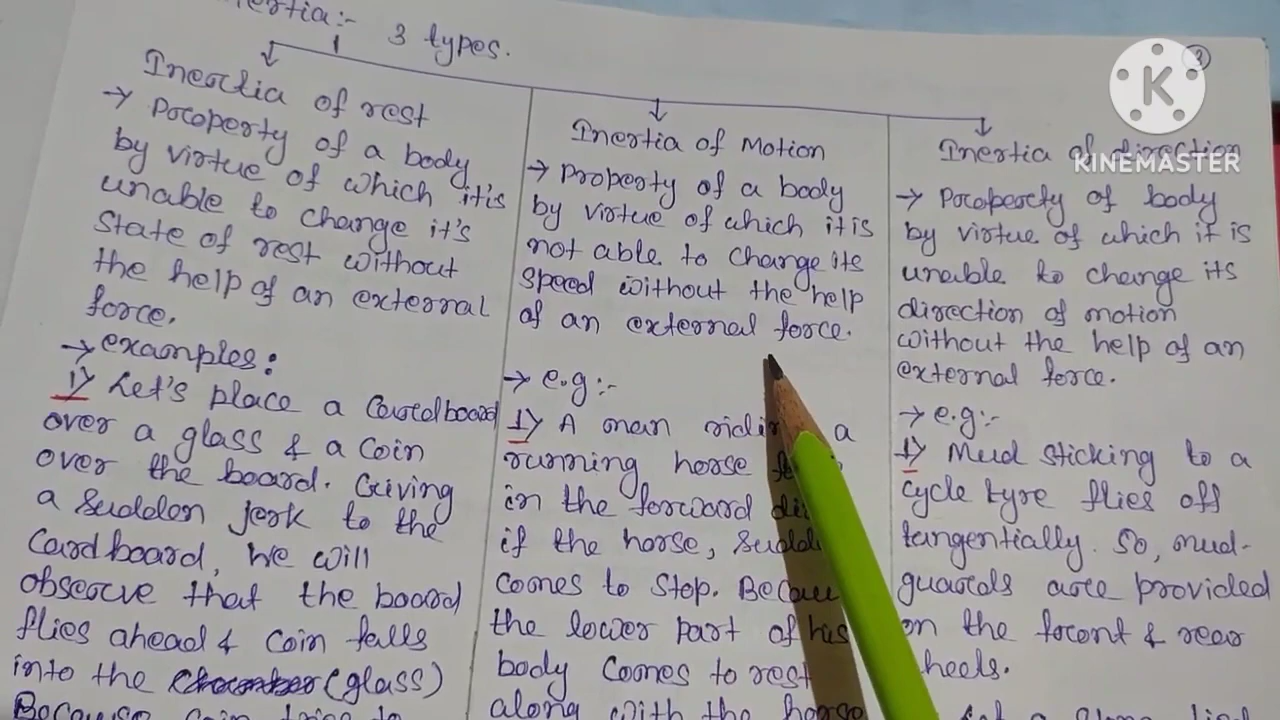 3 types.
3
Inertia of rest
→ Property of a body
by virtue of which it is
unable to change it's
State of rest without
the help of an external
force.
→ examples:
1) Let's place a Cardboard
over a glass & a coin
over the board. Giving
a sudden jerk to the
Cardboard, we will
observe that the board
flies ahead & coin falls
into the (glass)
Because coin tries to
Inertia of Motion
→ Property of a body
by virtue of which it is
not able to change its
speed without the help
of an external force.
→ e.g:-
1) A man a
running horse
in the forward
if the horse,
comes to stop.
the lower part of his
body comes to rest
along with the horse
Inertia of direction
→ Property of body
by virtue of which it is
unable to change its
direction of motion
without the help of an
external force.
→ e.g:-
1) Mud sticking to a
cycle tyre flies off
tangentially. So, mud-
guards are provided
on the front & rear
K
KINEMASTER